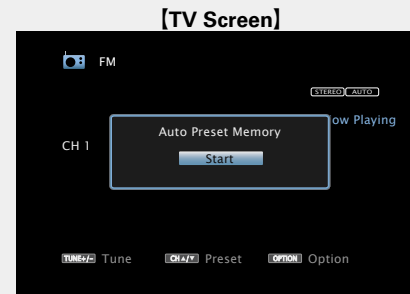 【TV Screen】
FM
STEREO AUTO
ow Playing
Auto Preset Memory
CH 1
Start
TUNE+/- Tune CH▲/▼ Preset OPTION Option